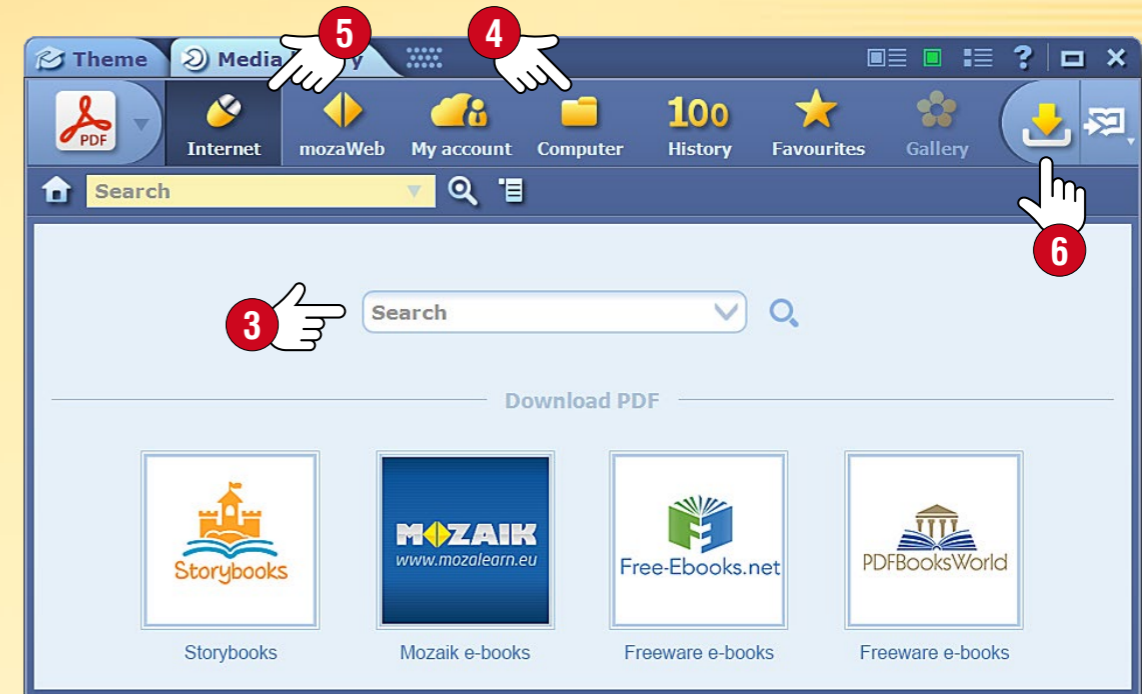 5 4
Theme Media y ?
PDF Internet mozaWeb My account Computer 100 History Favourites Gallery
Search
6
3 Search
Download PDF
Storybooks MOZAIK www.mozalearn.eu Free-Ebooks.net PDFBooksWorld
Storybooks Mozaik e-books Freeware e-books Freeware e-books